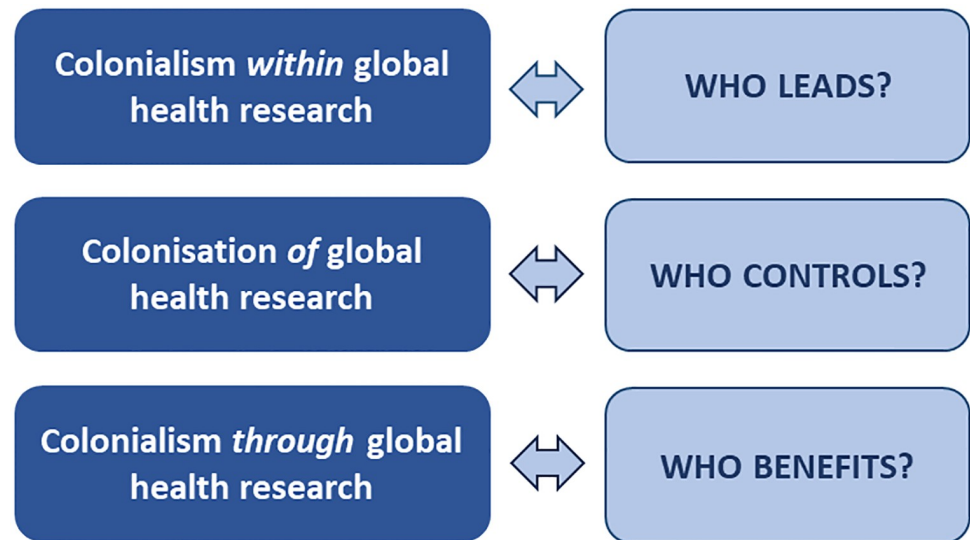 Colonialism within global
health research
WHO LEADS?
Colonisation of global
health research
WHO CONTROLS?
Colonialism through global
health research
WHO BENEFITS?